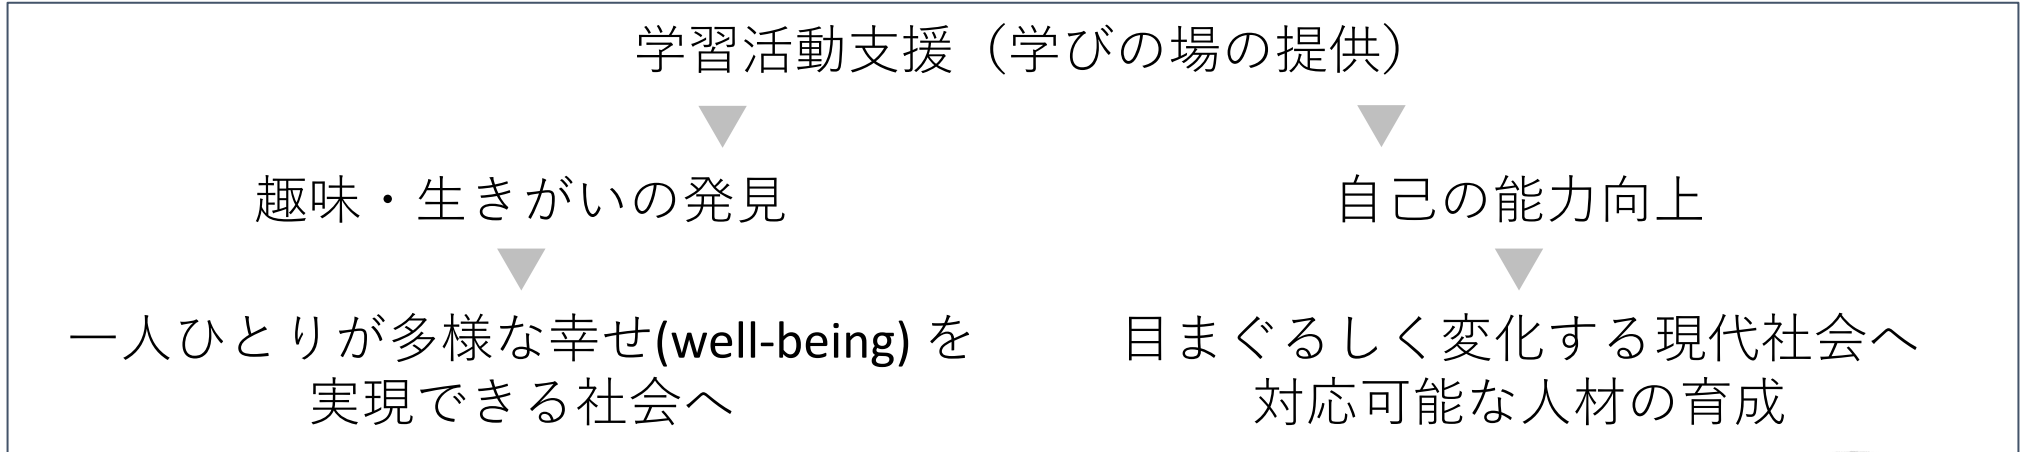 学習活動支援（学びの場の提供）
趣味・生きがいの発見
自己の能力向上
一人ひとりが多様な幸せ(well-being) を
実現できる社会へ
目まぐるしく変化する現代社会へ
対応可能な人材の育成